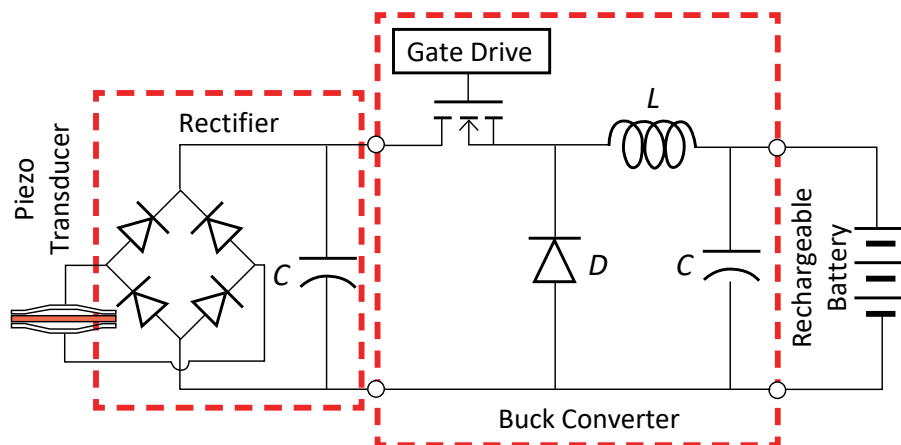 Gate Drive
Rectifier
L
Piezo
Transducer
C
D
C
Rechargeable
Battery
Buck Converter